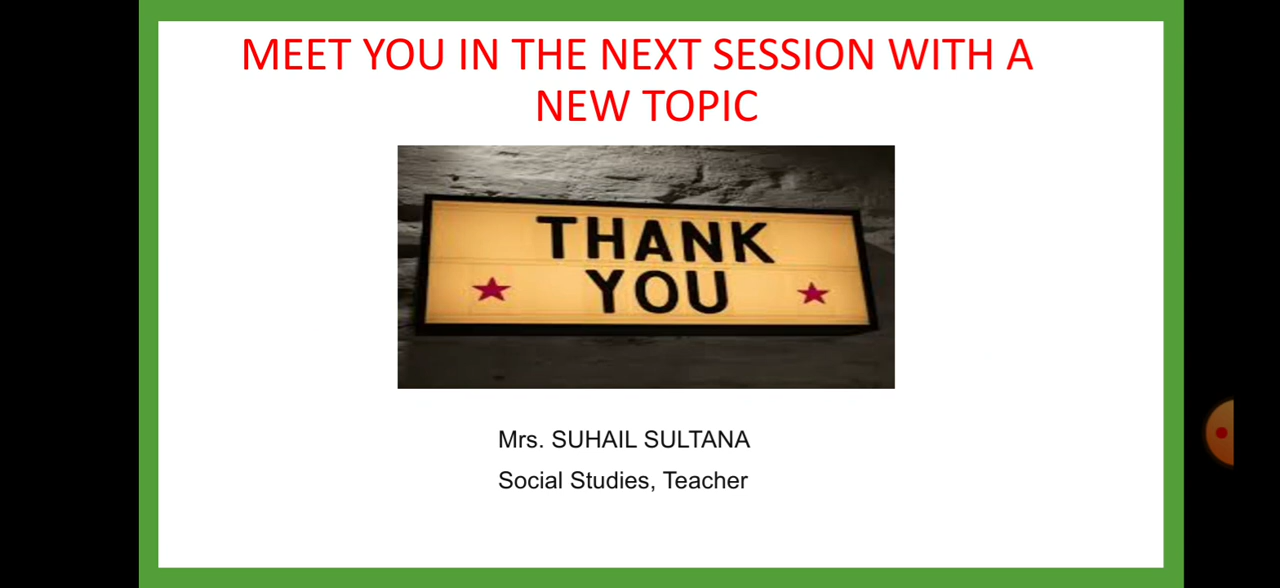 MEET YOU IN THE NEXT SESSION WITH A
NEW TOPIC
THANK
YOU
Mrs. SUHAIL SULTANA
Social Studies, Teacher